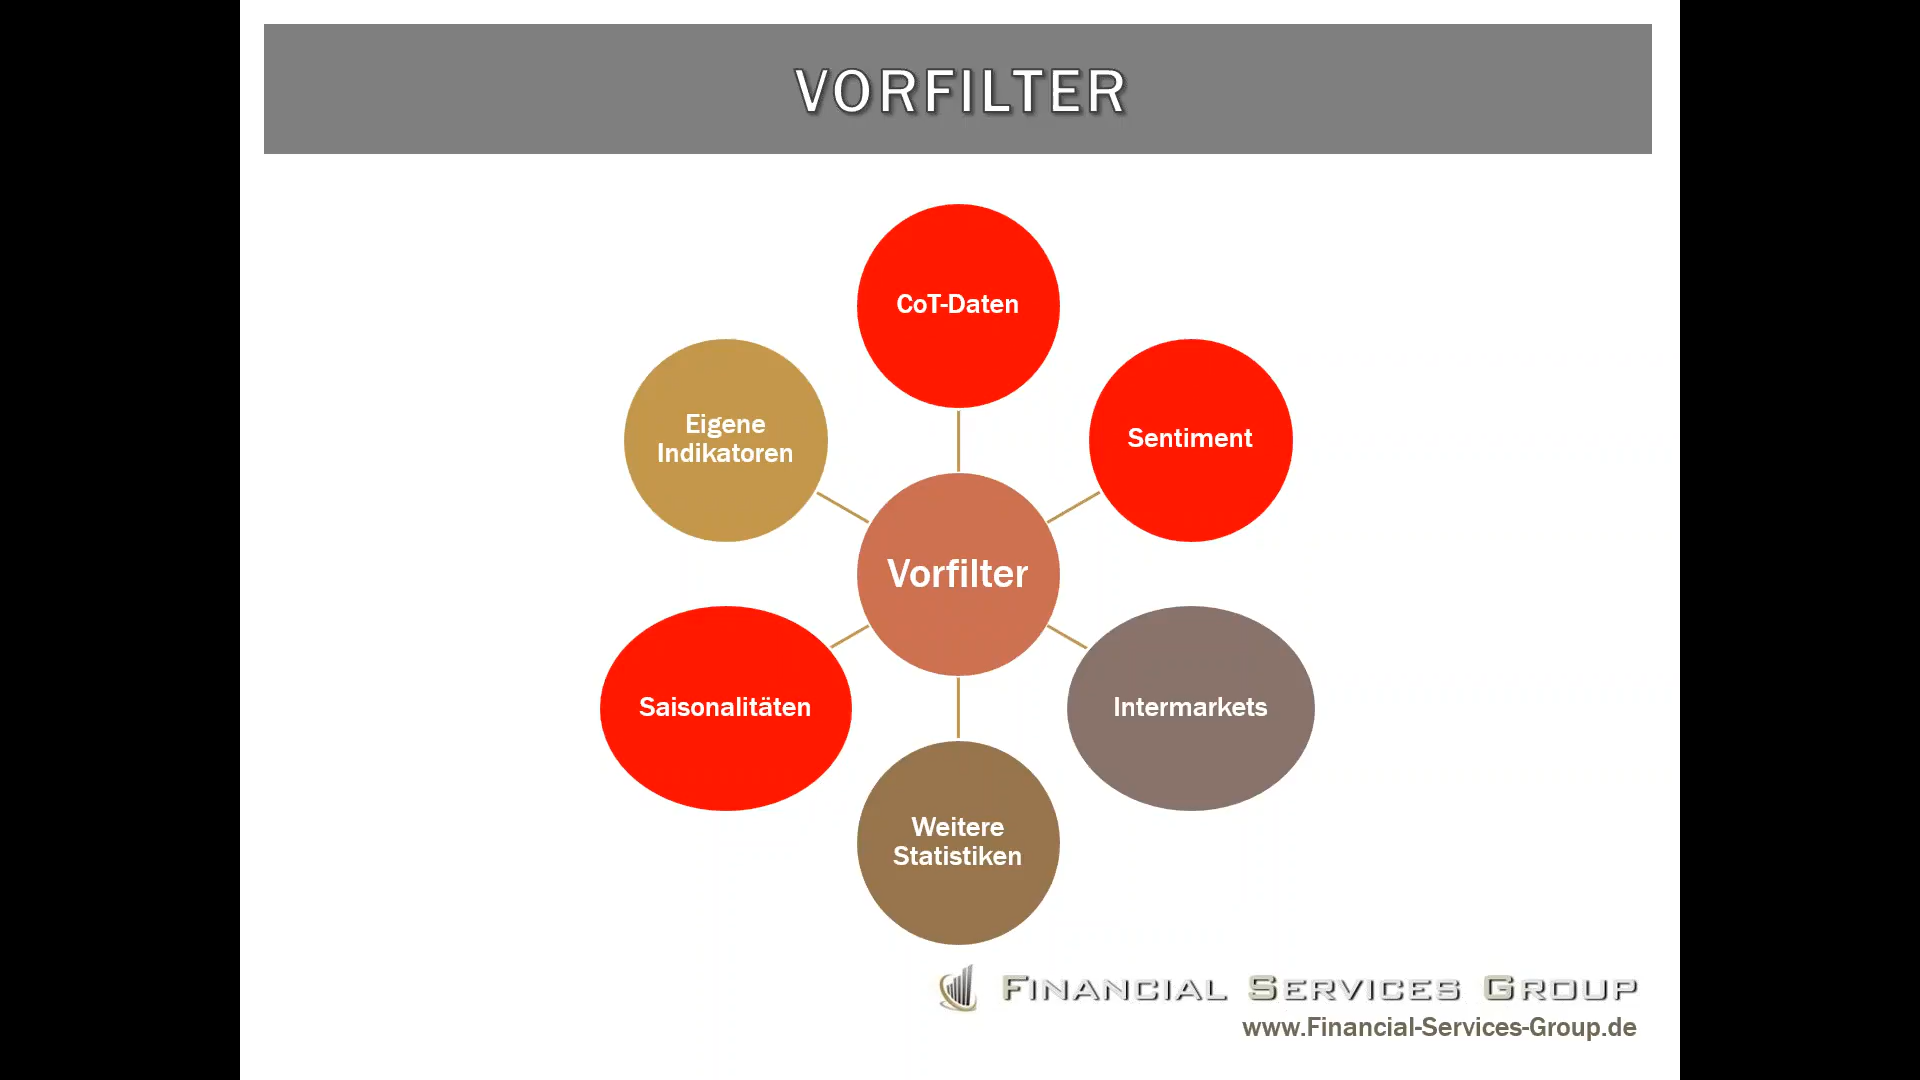 VORFILTER
CoT-Daten
Eigene
Indikatoren
Sentiment
Vorfilter
Saisonalitäten
Intermarkets
Weitere
Statistiken
FINANCIAL SERVICES GROUP
www.Financial-Services-Group.de